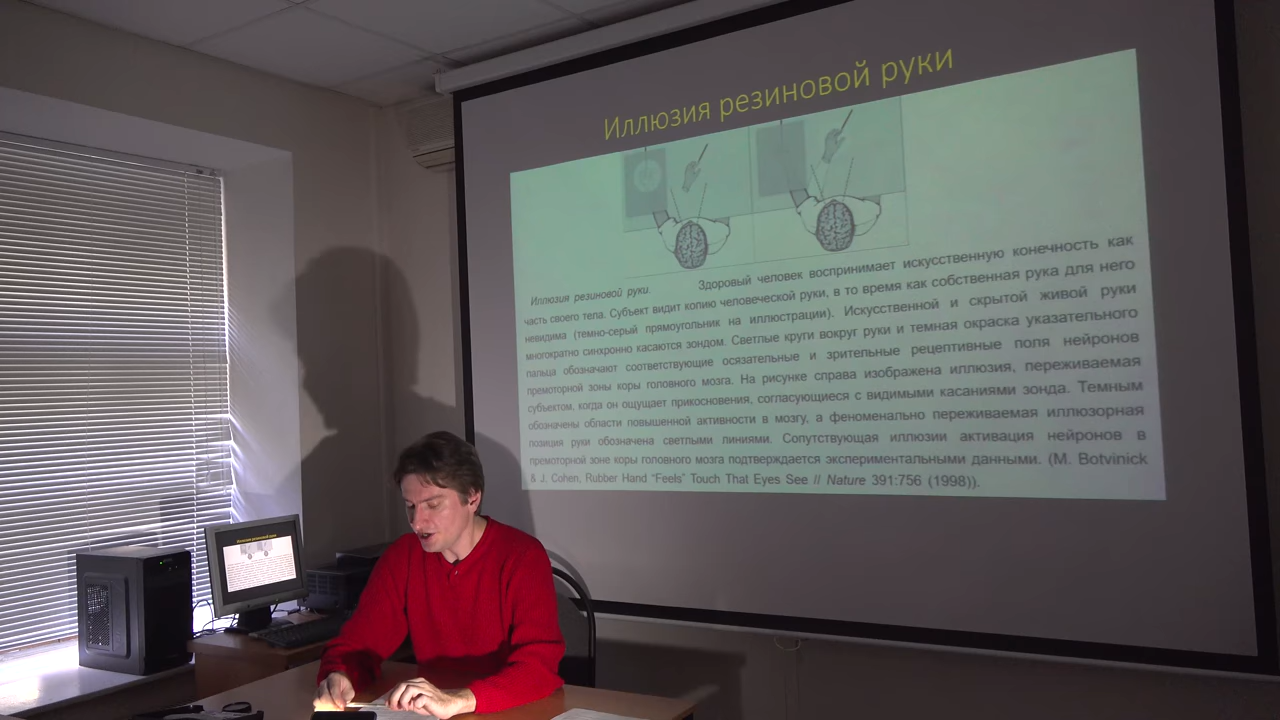 Иллюзия резиновой руки
Иллюзия резиновой руки. Здоровый человек воспринимает искусственную конечность как
часть своего тела. Субъект видит копию человеческой руки, в то время как собственная рука для него
невидима (темно-серый прямоугольник на иллюстрации). Искусственной и скрытой живой руки
многократно синхронно касаются зондом. Светлые круги вокруг руки и темная окраска указательного
пальца обозначают соответствующие осязательные и зрительные рецептивные поля нейронов
премоторной зоны коры головного мозга. На рисунке справа изображена иллюзия, переживаемая
субъектом, когда он ощущает прикосновения, согласующиеся с видимыми касаниями зонда. Темным
обозначены области повышенной активности в мозгу, а феноменально переживаемая иллюзорная
позиция руки обозначена светлыми линиями. Сопутствующая иллюзии активация нейронов в
премоторной зоне коры головного мозга подтверждается экспериментальными данными. (M. Botvinick
& J. Cohen, Rubber Hand “Feels” Touch That Eyes See // Nature 391:756 (1998)).
Иллюзия резиновой руки